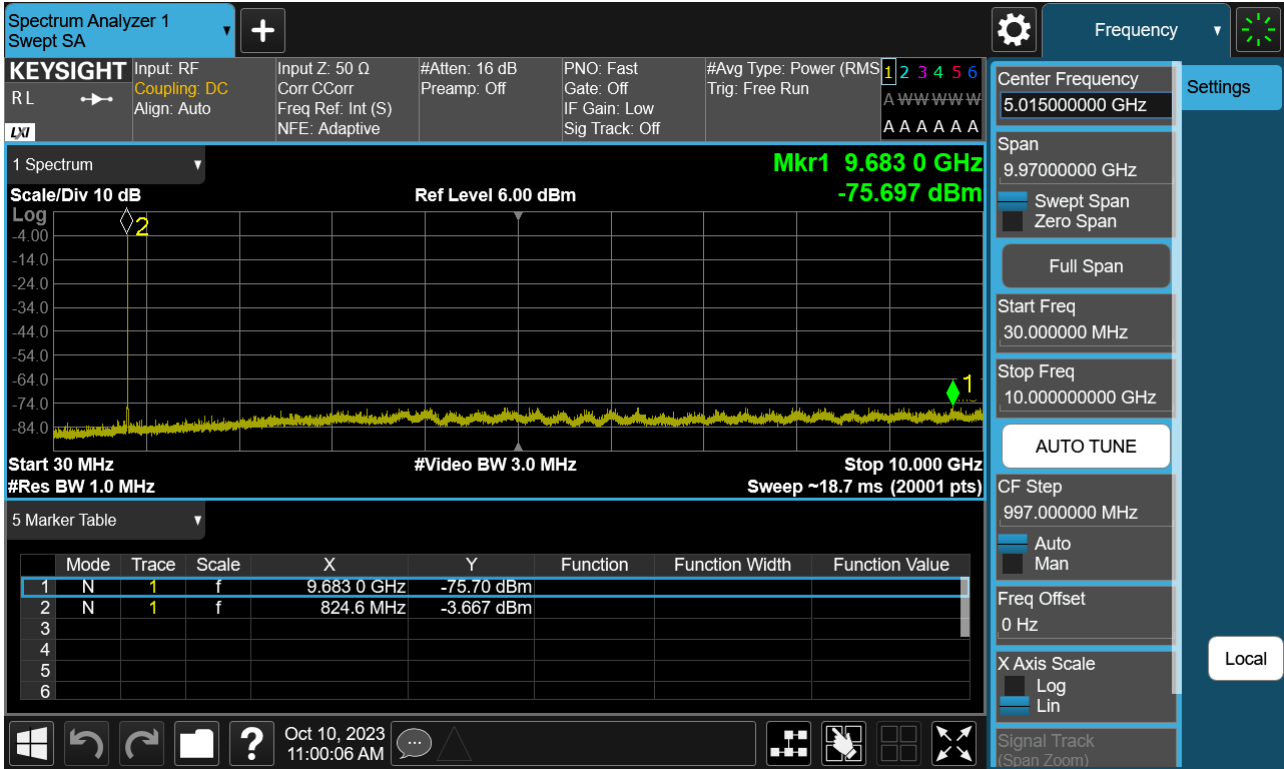 Spectrum Analyzer 1
Swept SA
Frequency
KEYSIGHT
R L
LXI
Input: RF
Coupling: DC
Align: Auto
Input Z: 50 Ω
Corr CCorr
Freq Ref: Int (S)
NFE: Adaptive
#Atten: 16 dB
Preamp: Off
PNO: Fast
Gate: Off
IF Gain: Low
Sig Track: Off
#Avg Type: Power (RMS
Trig: Free Run
1 2 3 4 5 6
A W W W W W
A A A A A A
Center Frequency
5.015000000 GHz
Settings
Span
9.97000000 GHz
Swept Span
Zero Span
Full Span
Start Freq
30.000000 MHz
Stop Freq
10.000000000 GHz
AUTO TUNE
CF Step
997.000000 MHz
Auto
Man
Freq Offset
0 Hz
X Axis Scale
Log
Lin
Signal Track
(Span Zoom)
Local
1 Spectrum
Mkr1 9.683 0 GHz
-75.697 dBm
Scale/Div 10 dB
Ref Level 6.00 dBm
Log
-4.00
-14.0
-24.0
-34.0
-44.0
-54.0
-64.0
-74.0
-84.0
2
1
Start 30 MHz
#Video BW 3.0 MHz
Stop 10.000 GHz
#Res BW 1.0 MHz
Sweep ~18.7 ms (20001 pts)
5 Marker Table
Mode Trace Scale X Y Function Function Width Function Value
1 N 1 f 9.683 0 GHz -75.70 dBm
2 N 1 f 824.6 MHz -3.667 dBm
3
4
5
6
?
Oct 10, 2023
11:00:06 AM